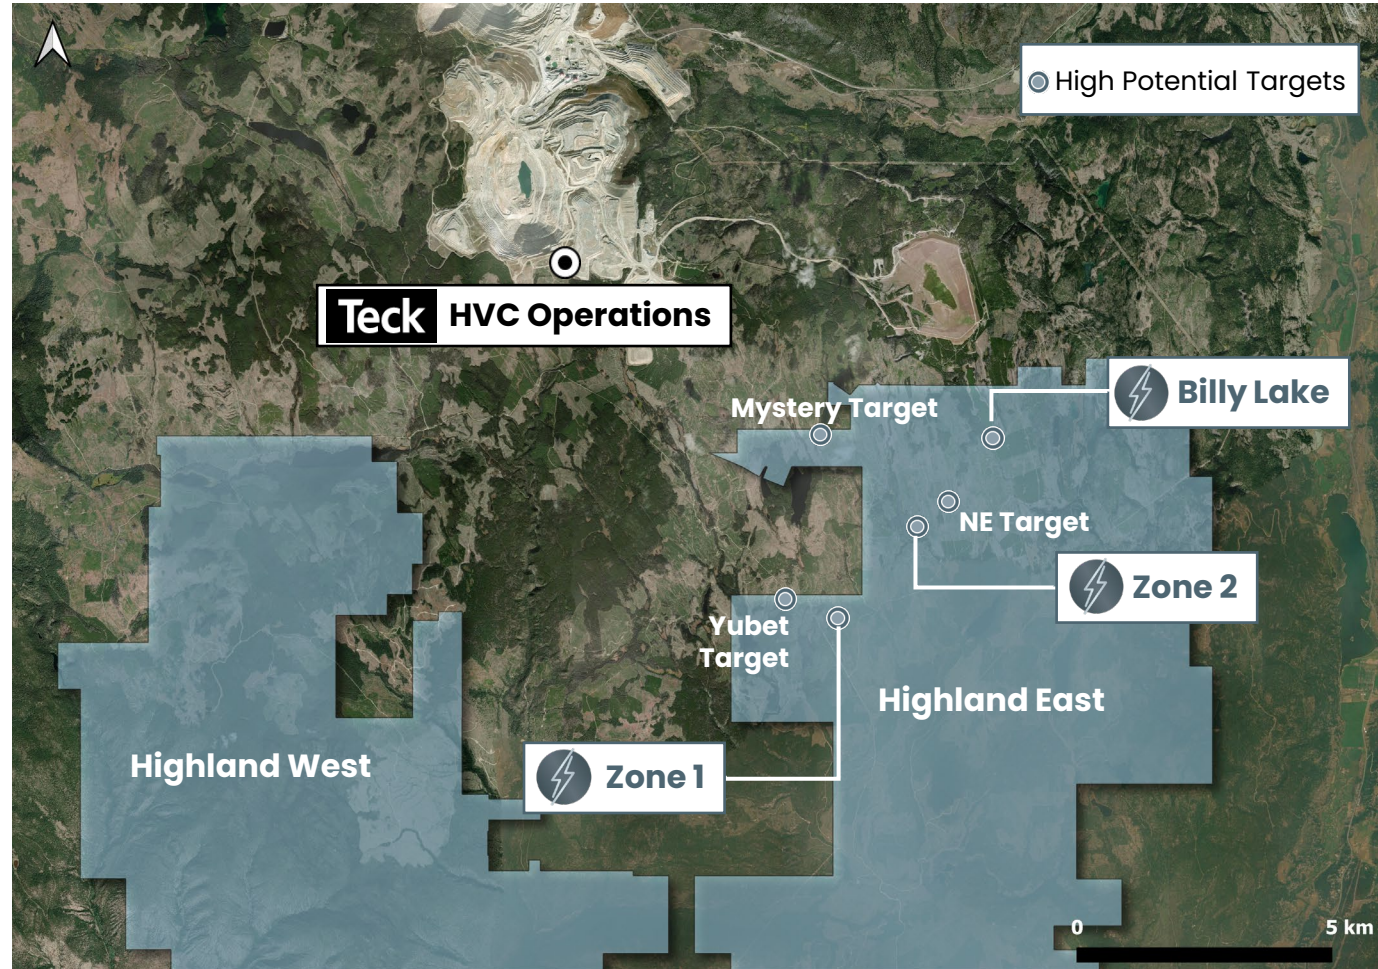 High Potential Targets
Teck HVC Operations
Mystery Target
Billy Lake
NE Target
Zone 2
Yubet
Target
Highland East
Highland West
Zone 1
0 5 km